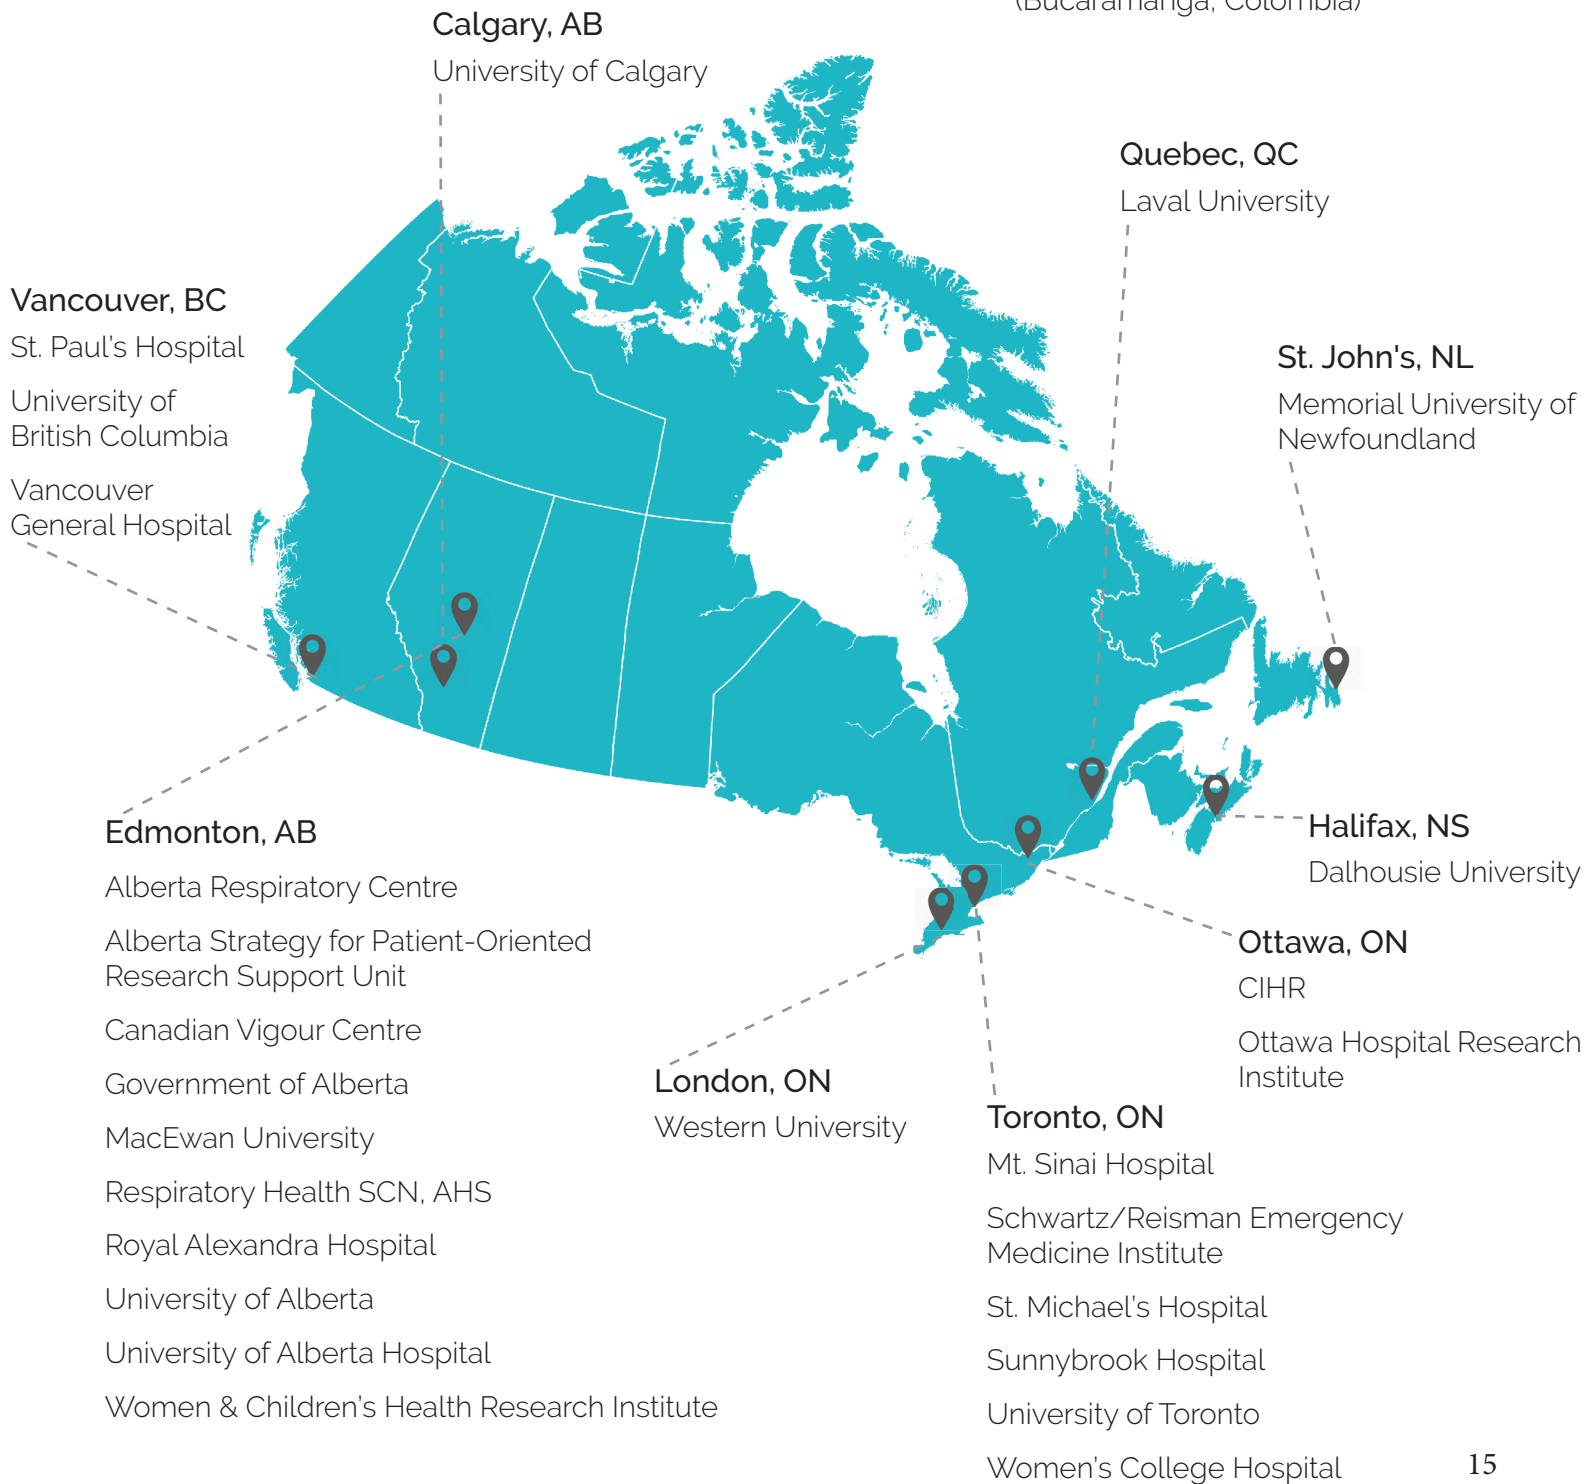 (Bucaramanga, Colombia)
Calgary, AB
University of Calgary
Quebec, QC
Laval University
Vancouver, BC
St. Paul's Hospital
University of
British Columbia
Vancouver
General Hospital
St. John's, NL
Memorial University of
Newfoundland
Edmonton, AB
Alberta Respiratory Centre
Alberta Strategy for Patient-Oriented
Research Support Unit
Canadian Vigour Centre
Government of Alberta
MacEwan University
Respiratory Health SCN, AHS
Royal Alexandra Hospital
University of Alberta
University of Alberta Hospital
Women & Children's Health Research Institute
London, ON
Western University
Halifax, NS
Dalhousie University
Ottawa, ON
CIHR
Ottawa Hospital Research
Institute
Toronto, ON
Mt. Sinai Hospital
Schwartz/Reisman Emergency
Medicine Institute
St. Michael's Hospital
Sunnybrook Hospital
University of Toronto
Women's College Hospital
15